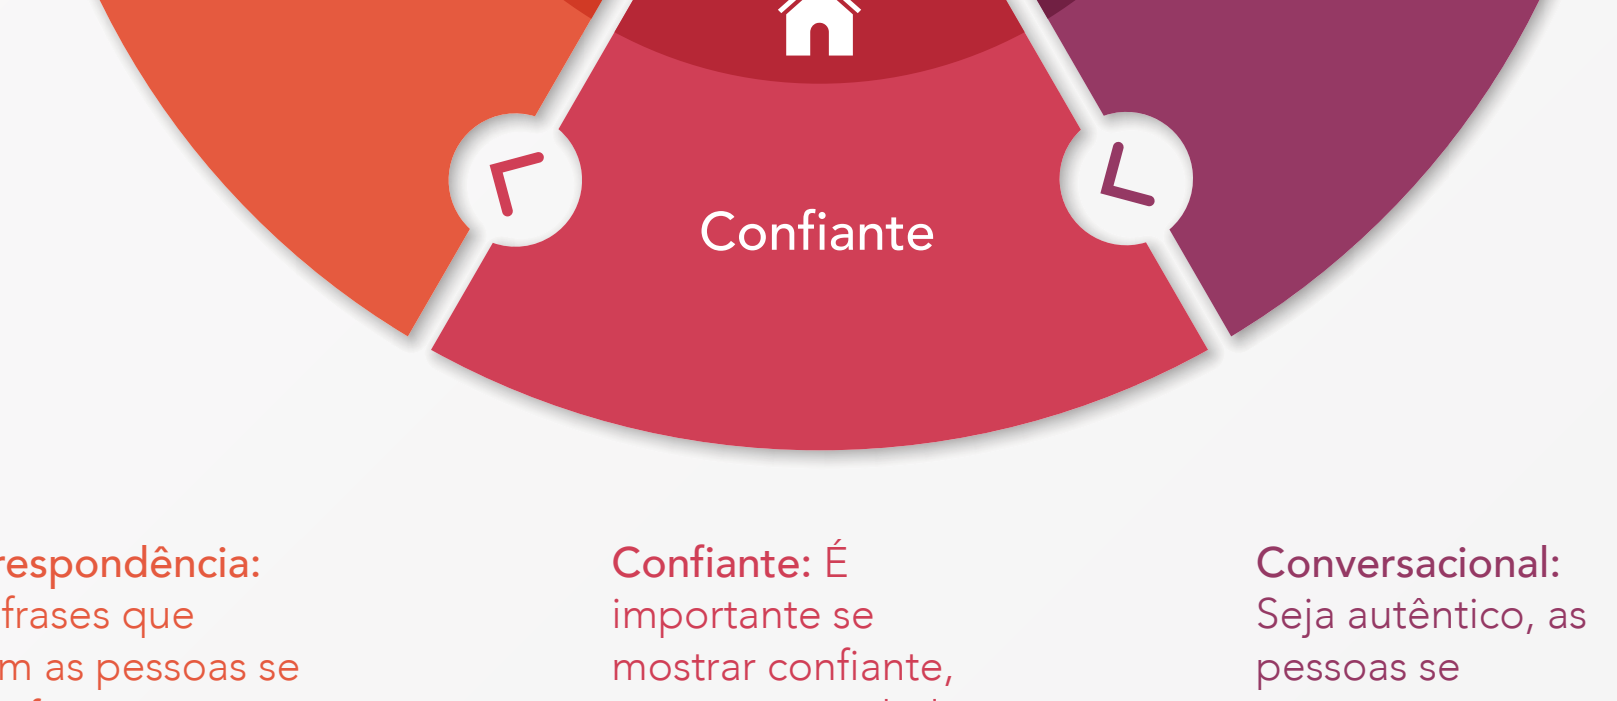 Confiante
respondência:
frases que
m as pessoas se
Confiante: É
importante se
mostrar confiante,
Conversacional:
Seja autêntico, as
pessoas se